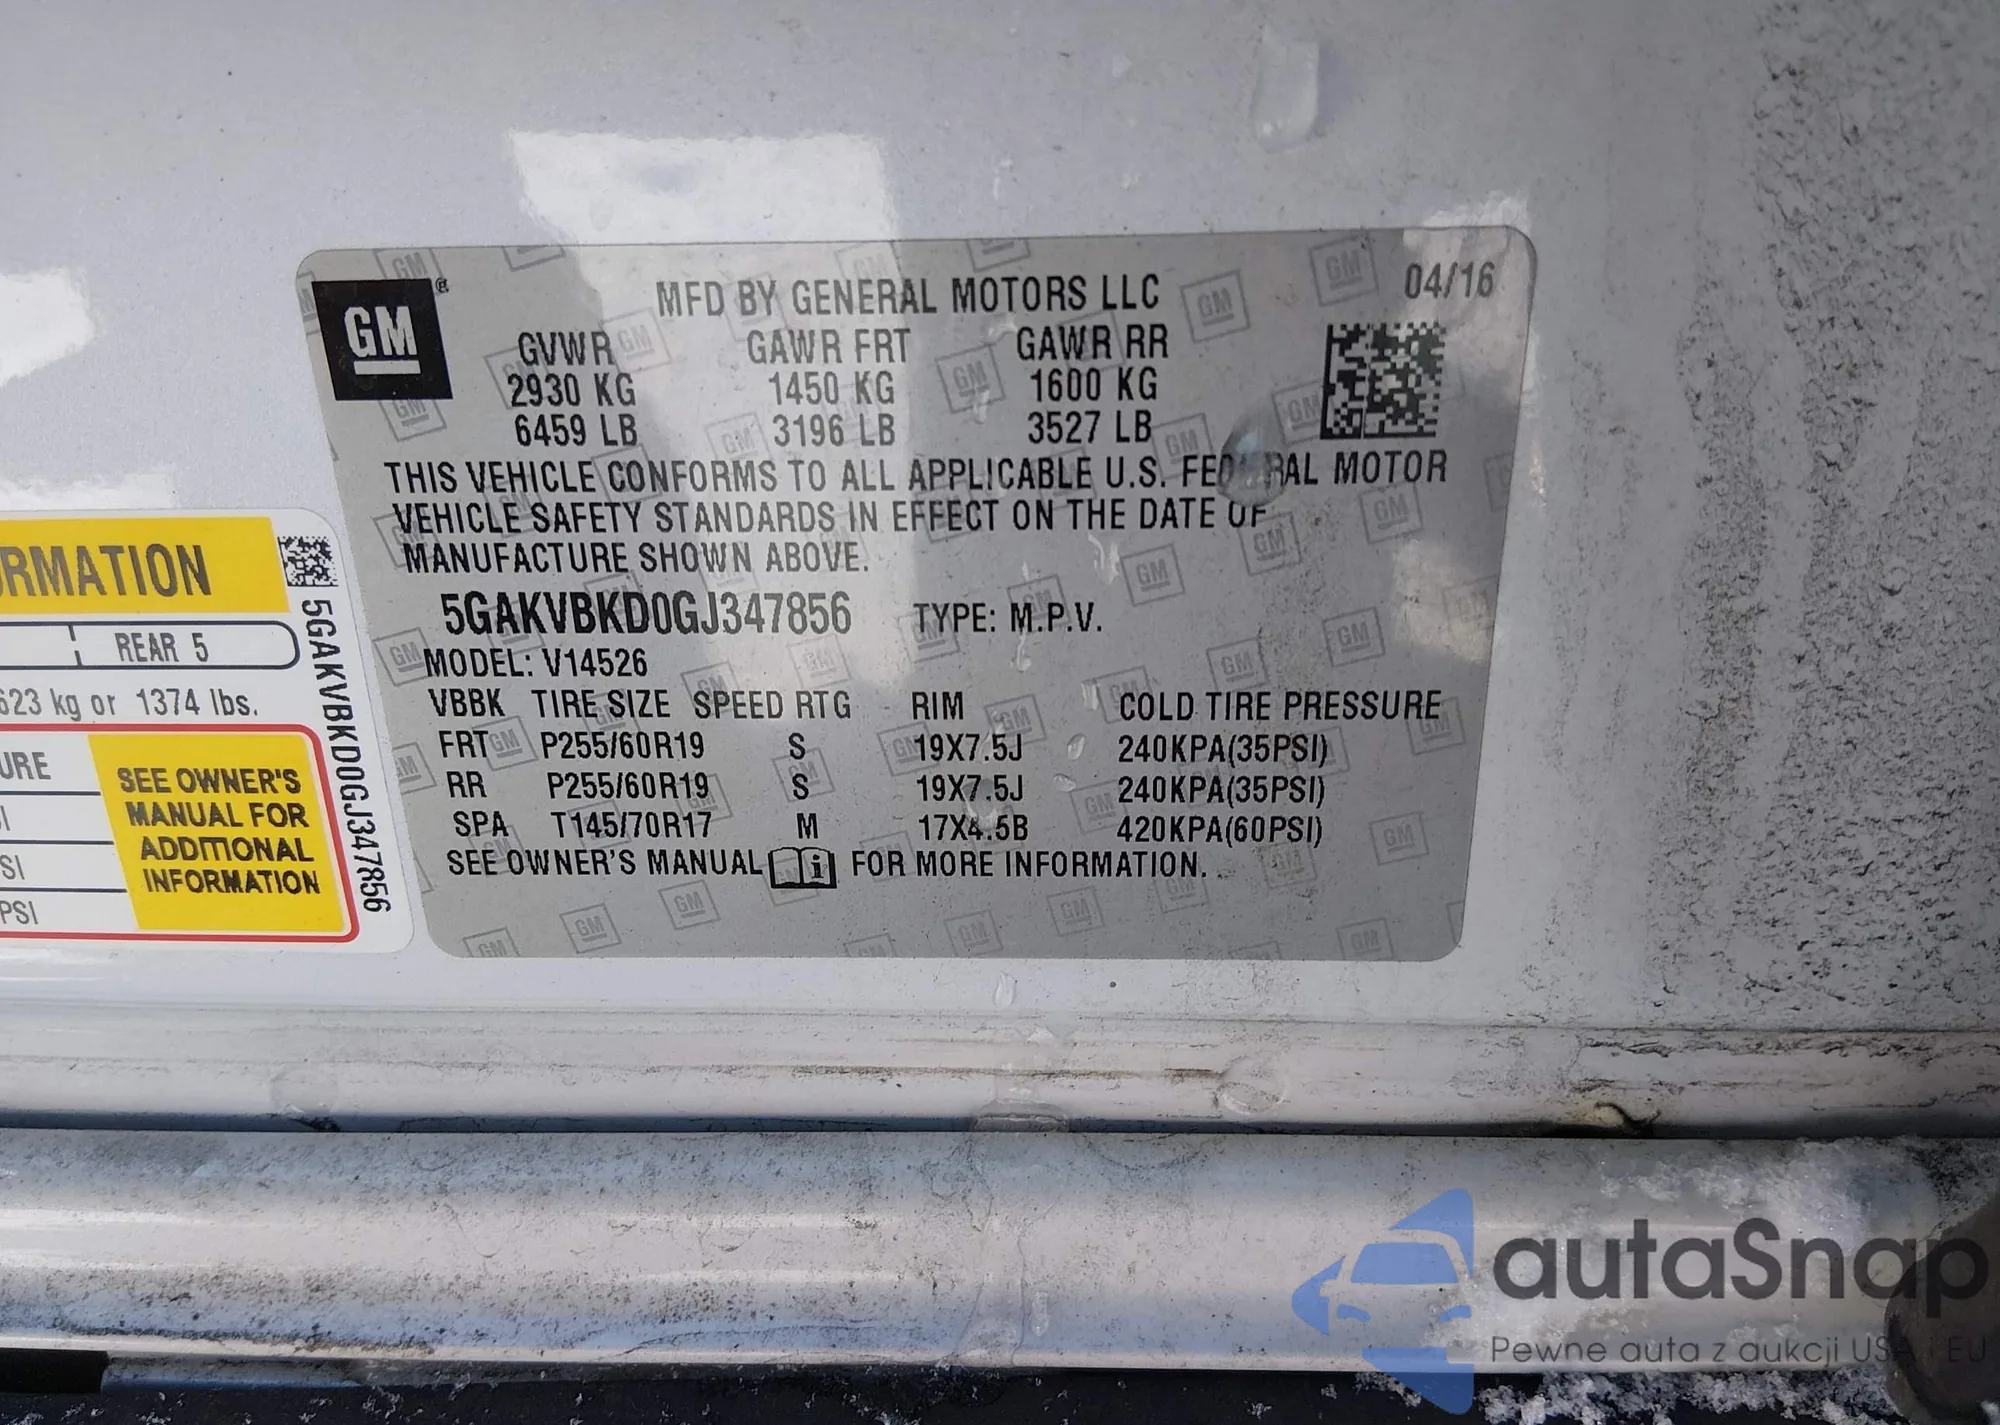 GM ®
MFD BY GENERAL MOTORS LLC 04/16
GVWR GAWR FRT GAWR RR
2930 KG 1450 KG 1600 KG
6459 LB 3196 LB 3527 LB
THIS VEHICLE CONFORMS TO ALL APPLICABLE U.S. FEDERAL MOTOR
VEHICLE SAFETY STANDARDS IN EFFECT ON THE DATE OF
MANUFACTURE SHOWN ABOVE.
5GAKVBKD0GJ347856 TYPE: M.P.V.
MODEL: V14526
VBBK TIRE SIZE SPEED RTG RIM COLD TIRE PRESSURE
FRT P255/60R19 S 19X7.5J 240KPA(35PSI)
RR P255/60R19 S 19X7.5J 240KPA(35PSI)
SPA T145/70R17 M 17X4.5B 420KPA(60PSI)
SEE OWNER'S MANUAL i FOR MORE INFORMATION.
RMATION
REAR 5
623 kg or 1374 lbs.
URE
SI
PSI
SEE OWNER'S
MANUAL FOR
ADDITIONAL
INFORMATION
5GAKVBKD0GJ347856
autaSnap
Pewne auta z aukcji USA i EU